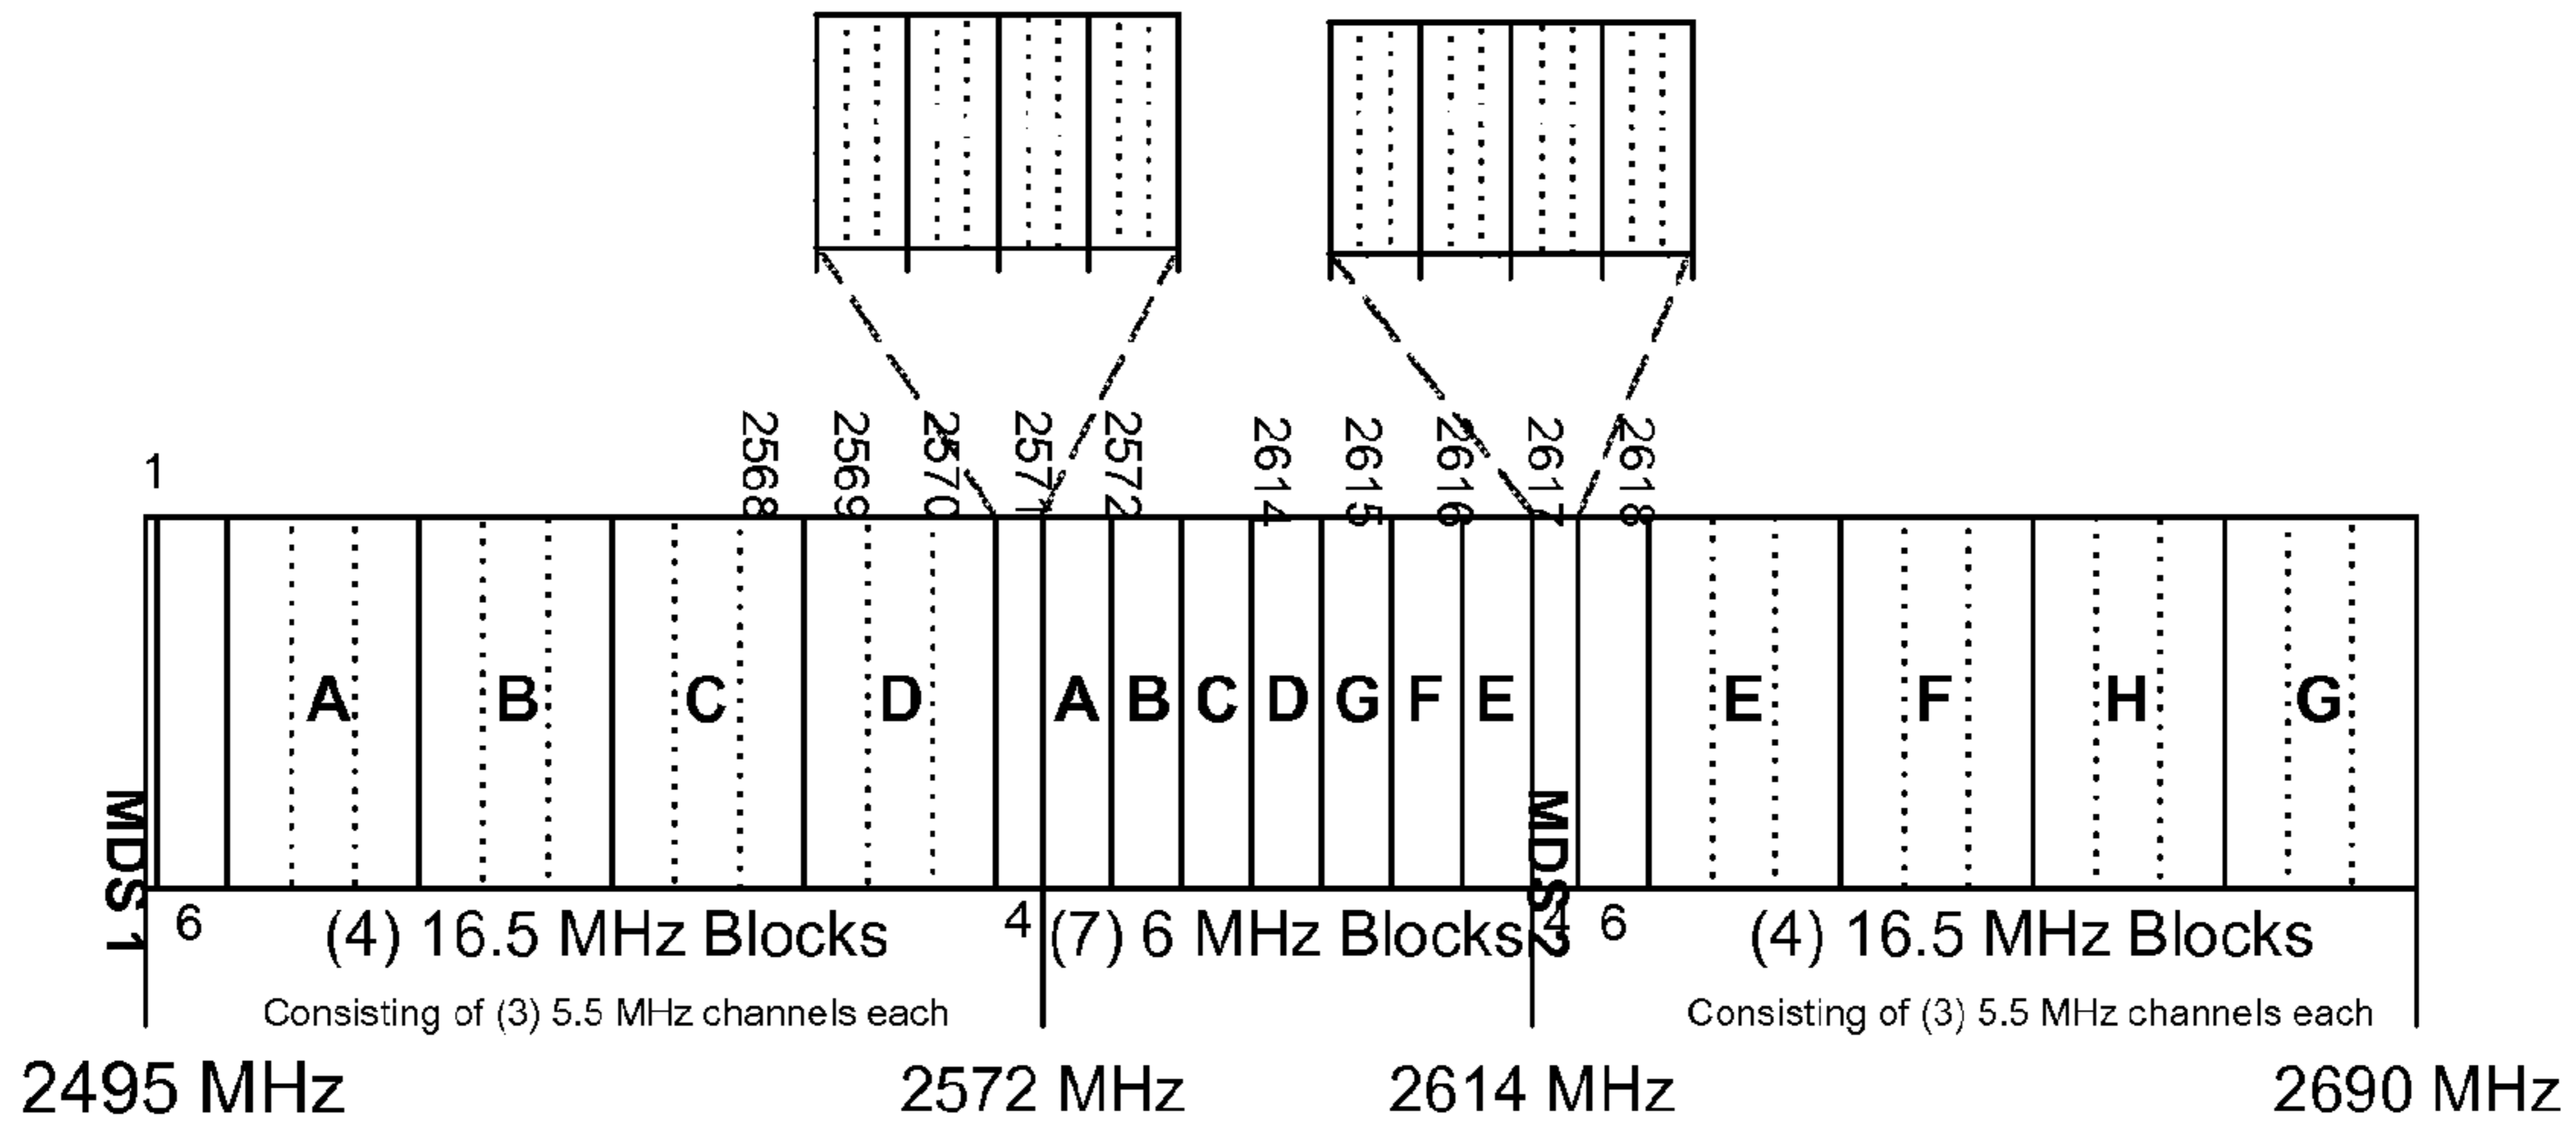 1
2568
2569
2570
2571
2572
2614
2615
2616
2617
2618
A
B
C
D
A
B
C
D
G
F
E
E
F
H
G
MDS 1
MDS 2
6
(4) 16.5 MHz Blocks
4
(7) 6 MHz Blocks
4
6
(4) 16.5 MHz Blocks
Consisting of (3) 5.5 MHz channels each
Consisting of (3) 5.5 MHz channels each
2495 MHz
2572 MHz
2614 MHz
2690 MHz